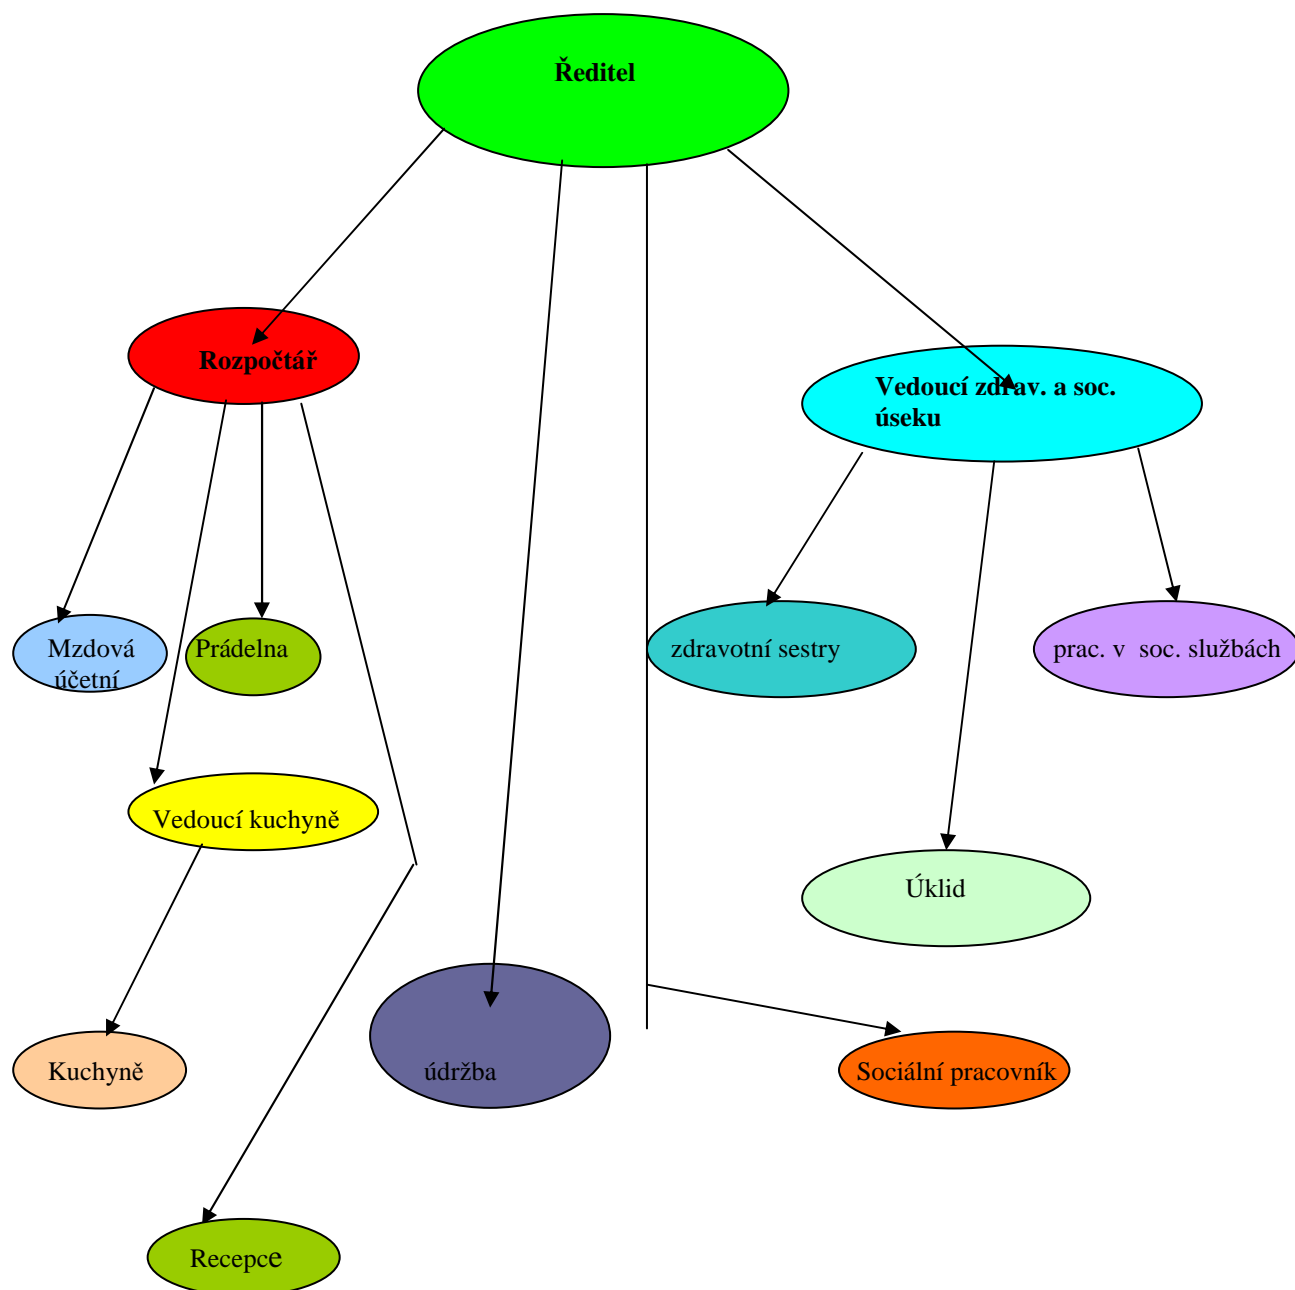 Ředitel
Rozpočtář
Vedoucí zdrav. a soc.
úseku
Mzdová
účetní
Prádelna
zdravotní sestry
prac. v  soc. službách
Vedoucí kuchyně
Úklid
Kuchyně
údržba
Sociální pracovník
Recepce